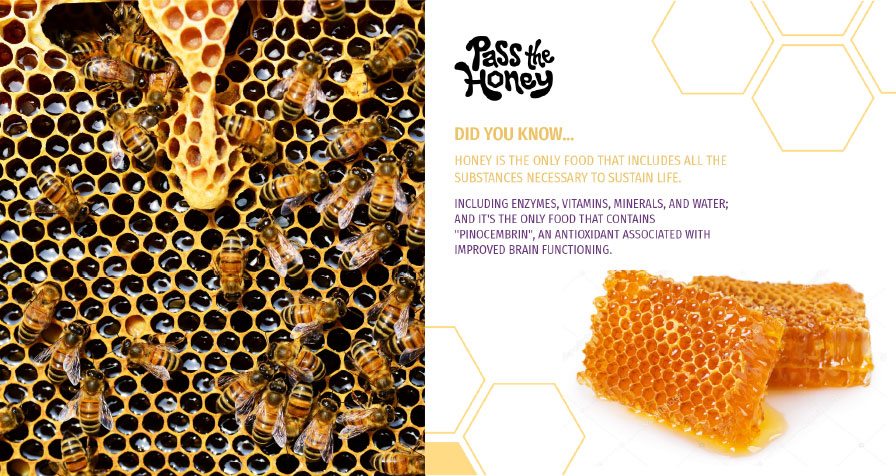 Pass the
Honey
DID YOU KNOW...
HONEY IS THE ONLY FOOD THAT INCLUDES ALL THE
SUBSTANCES NECESSARY TO SUSTAIN LIFE.
INCLUDING ENZYMES, VITAMINS, MINERALS, AND WATER;
AND IT'S THE ONLY FOOD THAT CONTAINS
"PINOCEMBRIN", AN ANTIOXIDANT ASSOCIATED WITH
IMPROVED BRAIN FUNCTIONING.